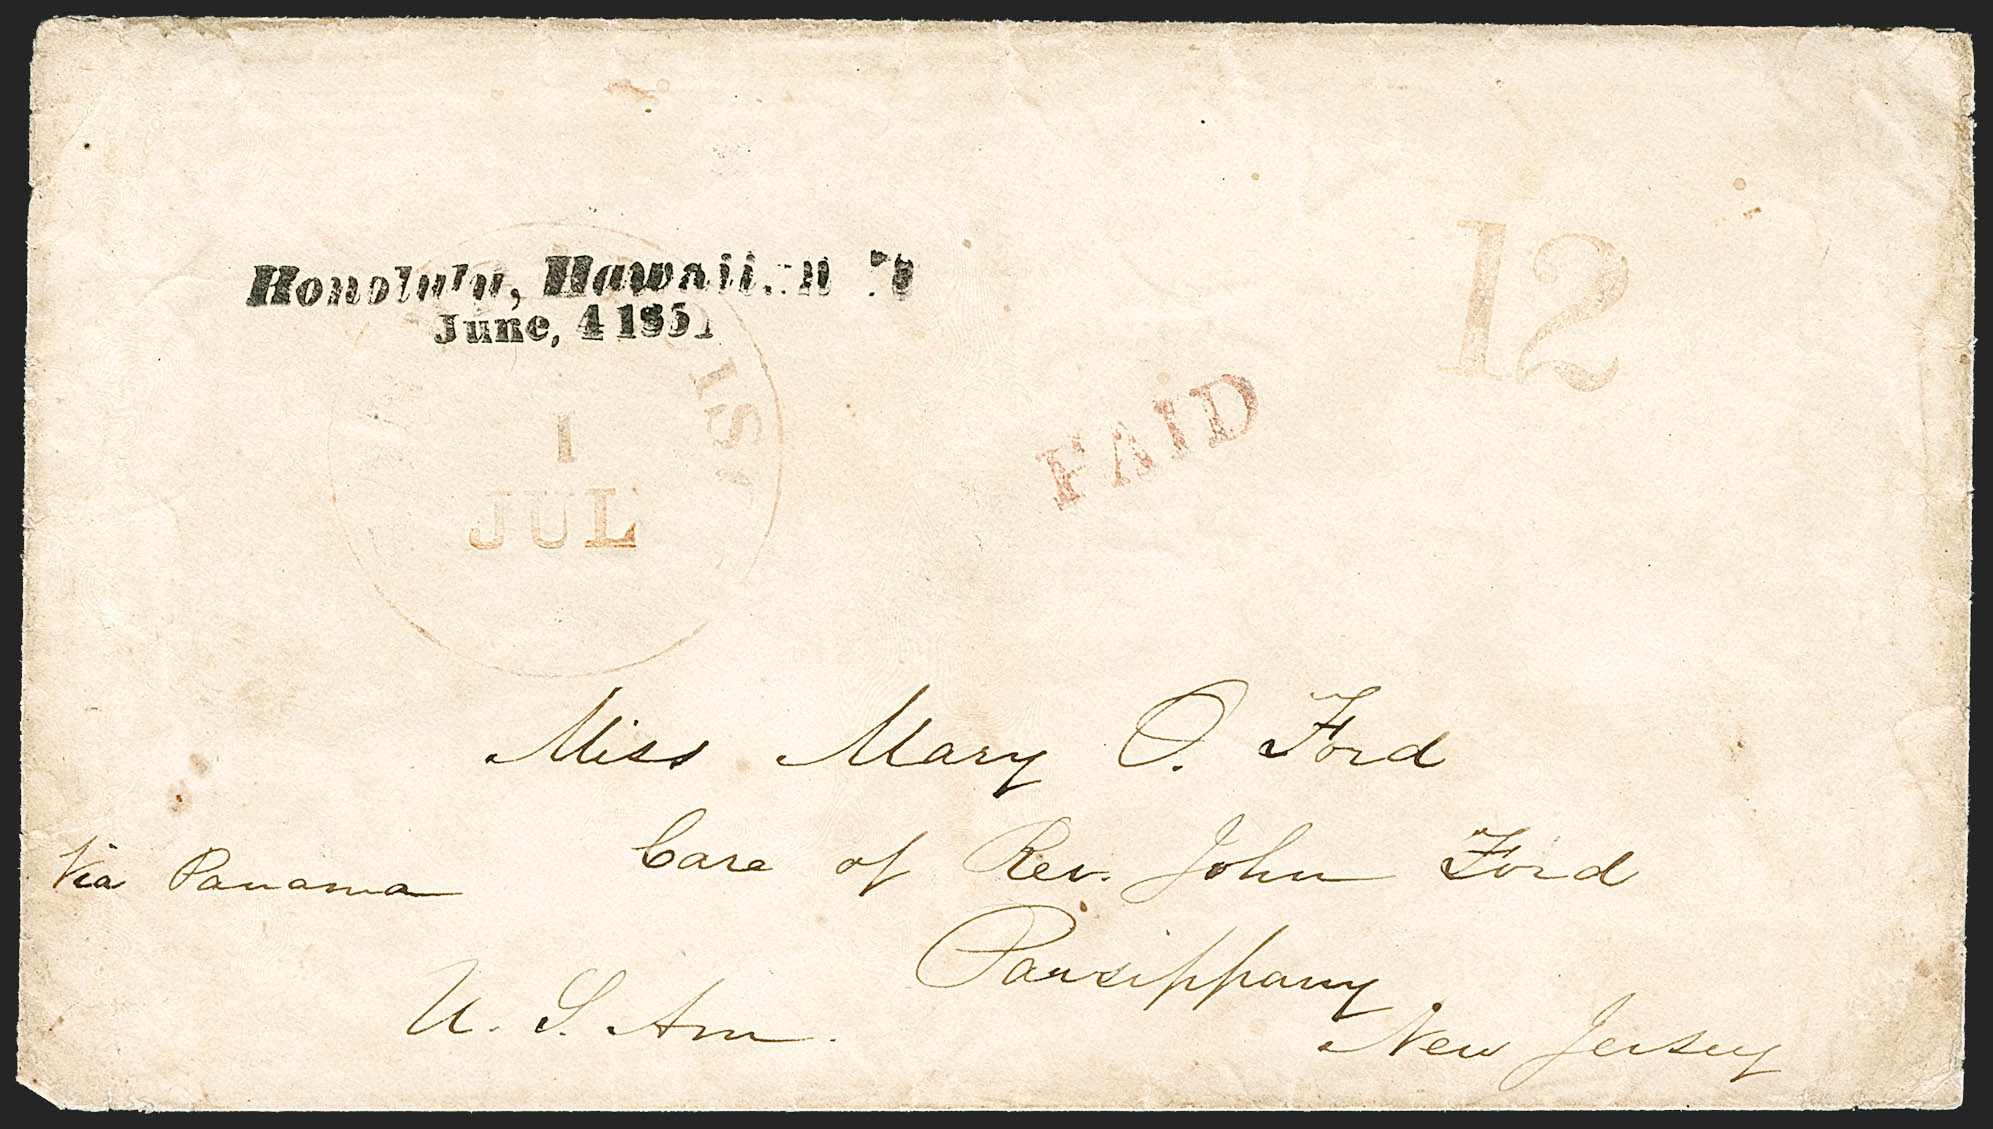 Honolulu, Hawaiian
June, 4 1851
1
JUL
PAID
12
Miss Mary O. Ford
Care of Rev. John Ford
Via Panama
Parsippany
U. S. Am.
New Jersey